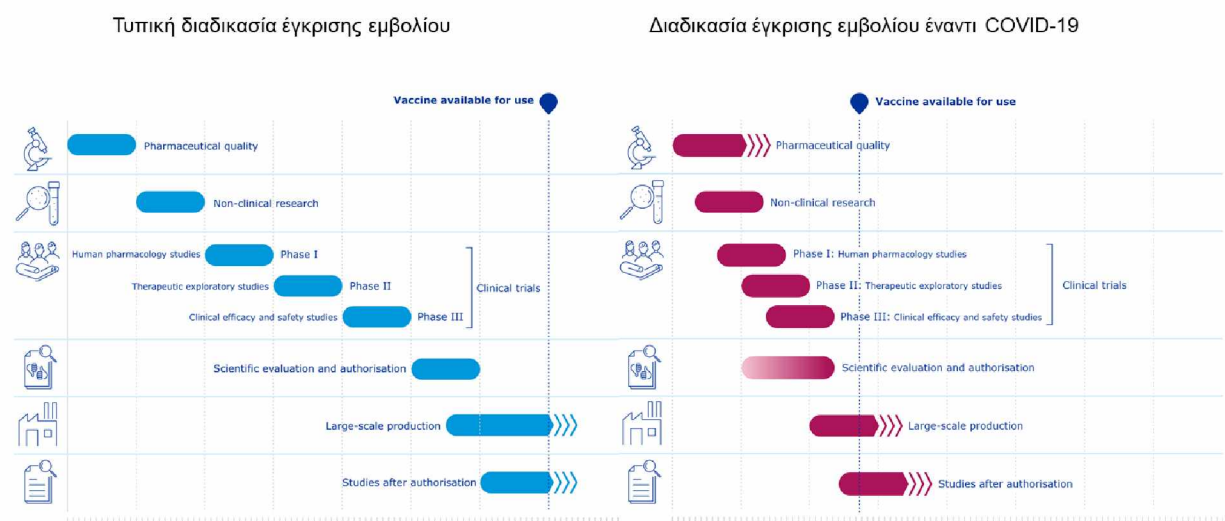 Τυπική διαδικασία έγκρισης εμβολίου
Vaccine available for use
Pharmaceutical quality
Non-clinical research
Human pharmacology studies
Phase I
Therapeutic exploratory studies
Phase II
Clinical trials
Clinical efficacy and safety studies
Phase III
Scientific evaluation and authorisation
Large-scale production
Studies after authorisation
Διαδικασία έγκρισης εμβολίου έναντι COVID-19
Vaccine available for use
Pharmaceutical quality
Non-clinical research
Phase I: Human pharmacology studies
Phase II: Therapeutic exploratory studies
Clinical trials
Phase III: Clinical efficacy and safety studies
Scientific evaluation and authorisation
Large-scale production
Studies after authorisation